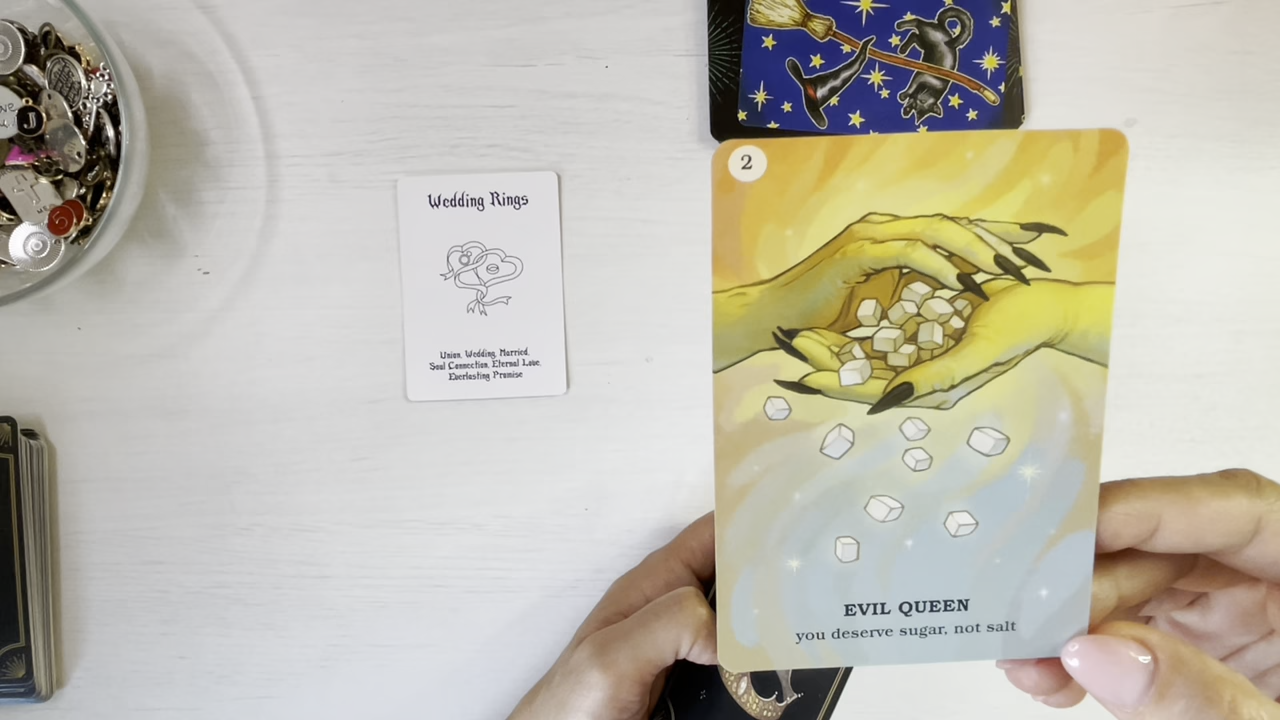 Wedding Rings
Union, Wedding, Married,
Soul Connection, Eternal Love,
Everlasting Promise
2
EVIL QUEEN
you deserve sugar, not salt
J
5